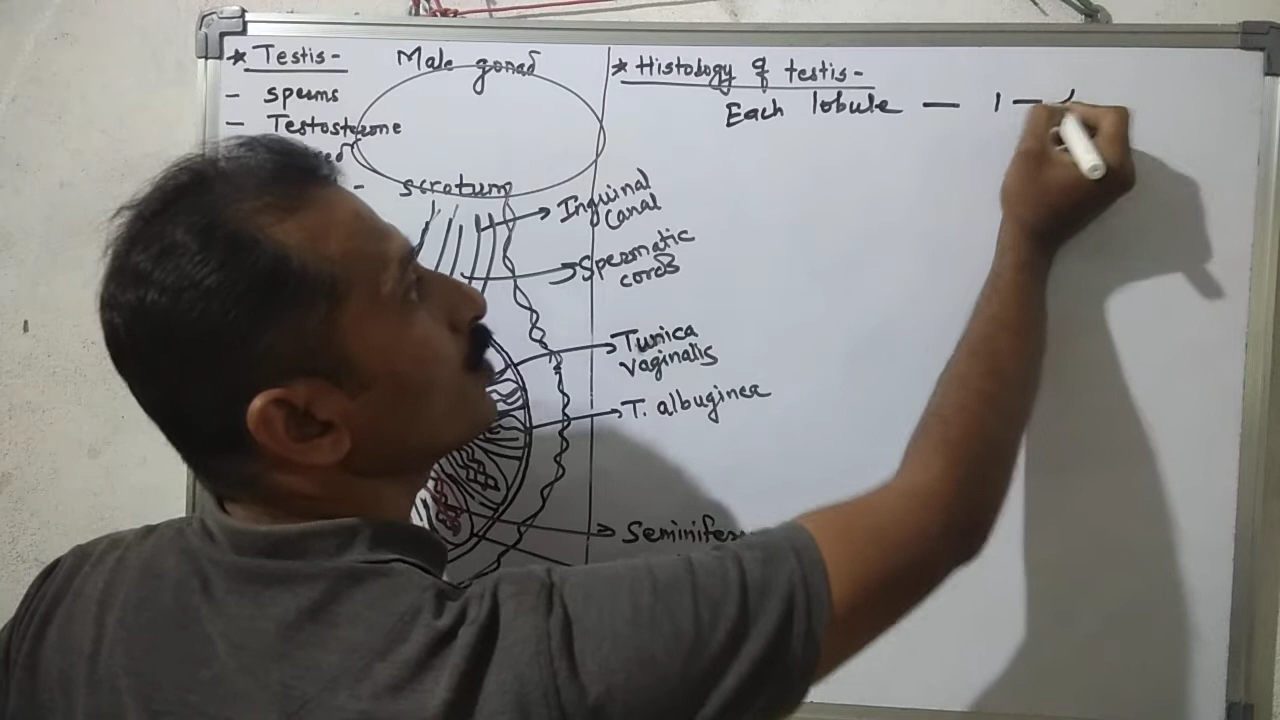 * Testis -
Male gonad
- sperms
- Testosterone
- scrotum
Inguinal
Canal
Spermatic
cords
Tunica
vaginalis
T. albuginea
* Histology of testis -
Each lobule — 1 —